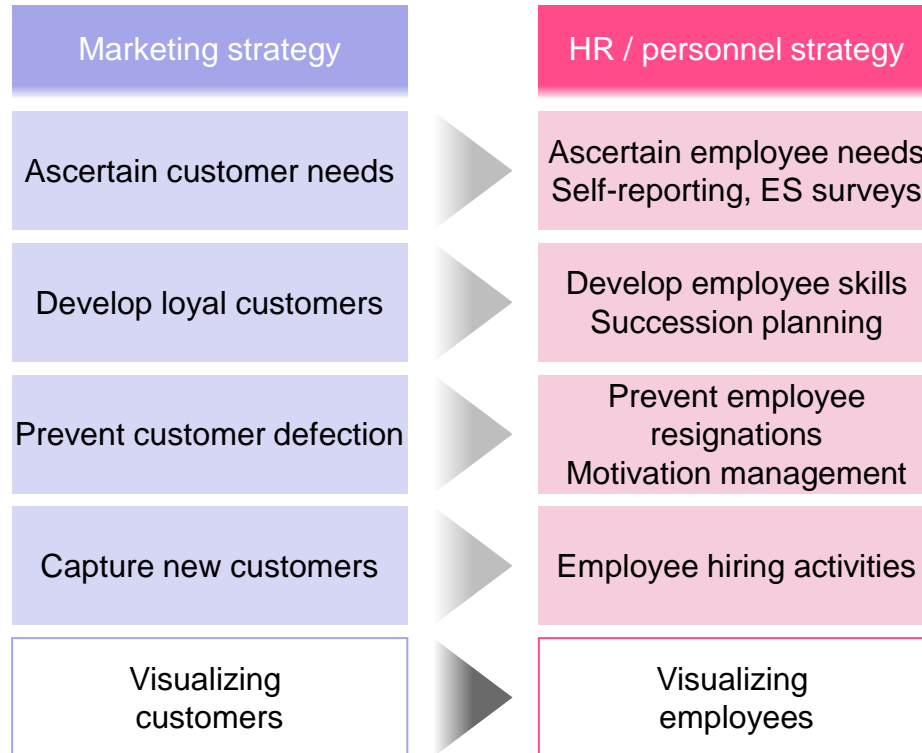 Marketing strategy
HR / personnel strategy
Ascertain customer needs
Ascertain employee needs
Self-reporting, ES surveys
Develop loyal customers
Develop employee skills
Succession planning
Prevent customer defection
Prevent employee
resignations
Motivation management
Capture new customers
Employee hiring activities
Visualizing
customers
Visualizing
employees